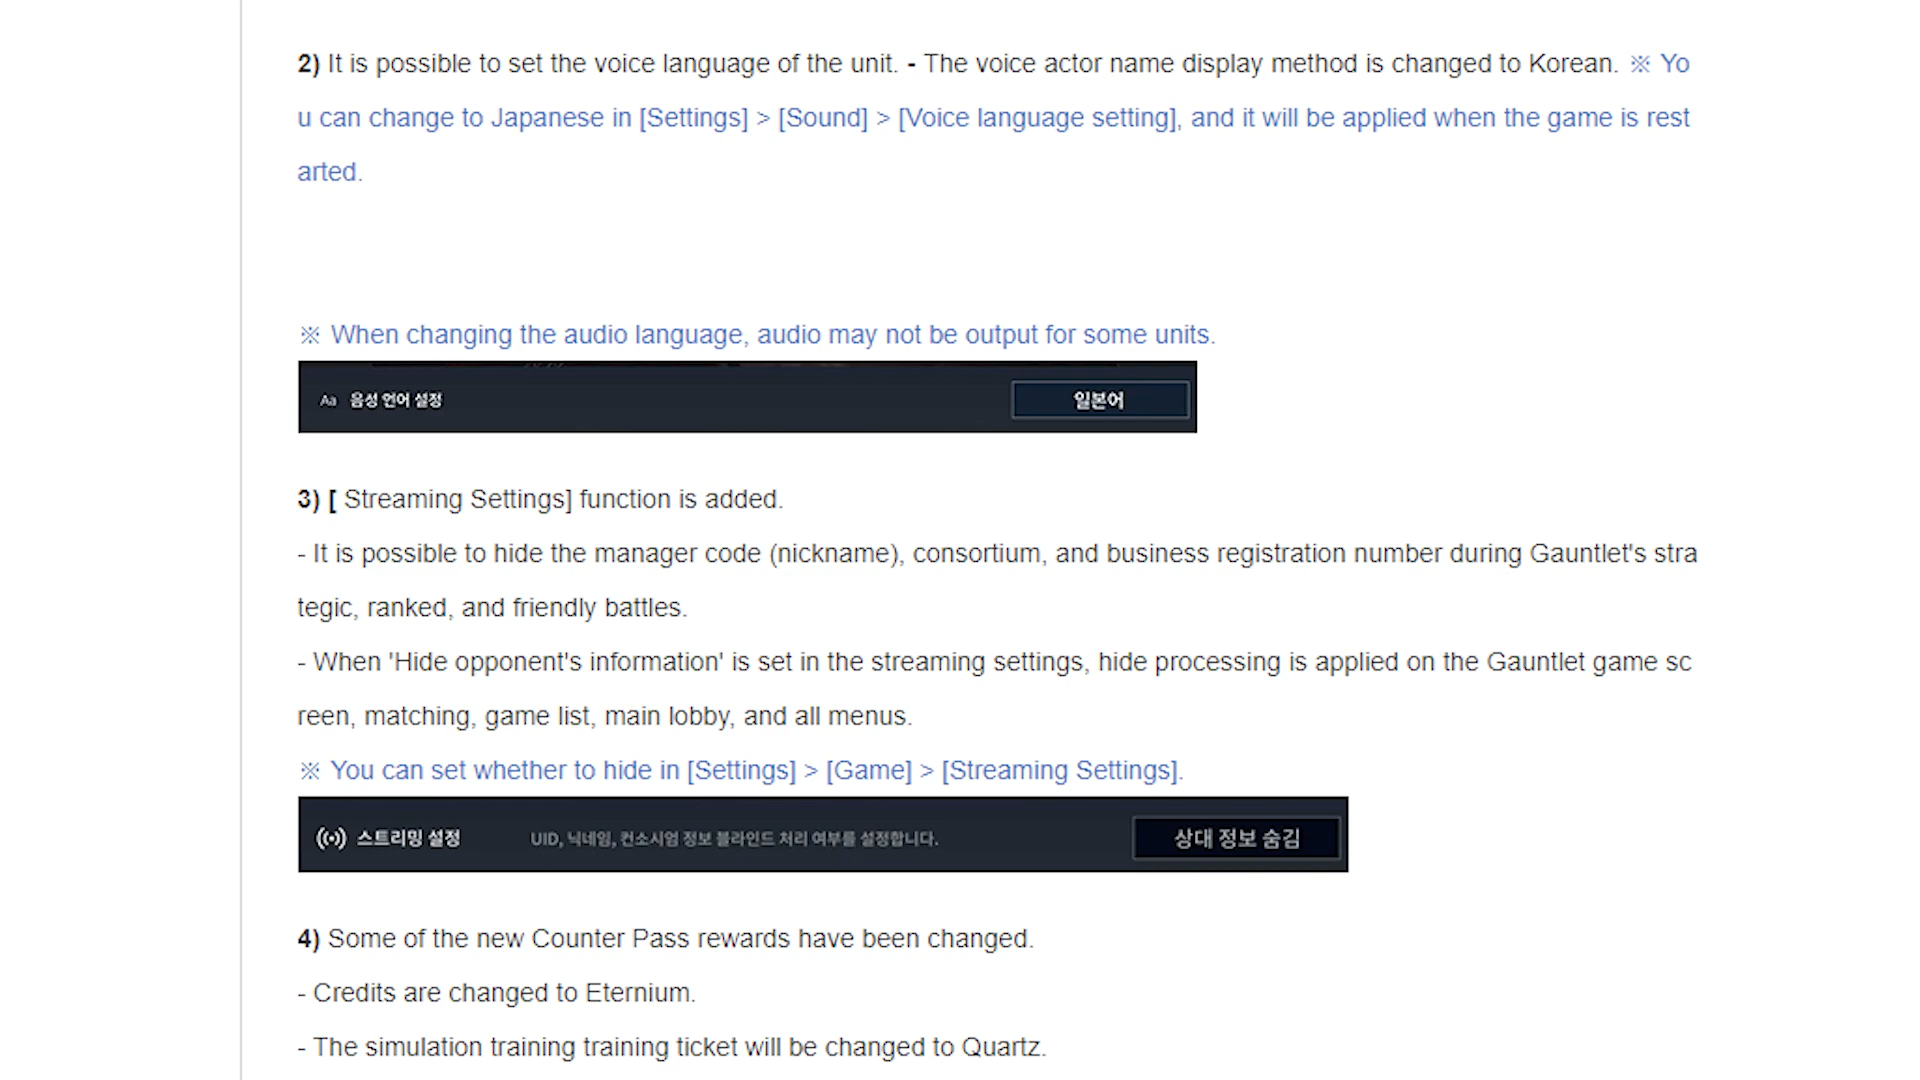 2) It is possible to set the voice language of the unit. - The voice actor name display method is changed to Korean. ※ Yo
u can change to Japanese in [Settings] > [Sound] > [Voice language setting], and it will be applied when the game is rest
arted.
※ When changing the audio language, audio may not be output for some units.
Aa 음성 언어 설정 일본어
3) [ Streaming Settings] function is added.
- It is possible to hide the manager code (nickname), consortium, and business registration number during Gauntlet's stra
tegic, ranked, and friendly battles.
- When 'Hide opponent's information' is set in the streaming settings, hide processing is applied on the Gauntlet game sc
reen, matching, game list, main lobby, and all menus.
※ You can set whether to hide in [Settings] > [Game] > [Streaming Settings].
스트리밍 설정 UID, 닉네임, 컨소시엄 정보 블라인드 처리 여부를 설정합니다. 상대 정보 숨김
4) Some of the new Counter Pass rewards have been changed.
- Credits are changed to Eternium.
- The simulation training training ticket will be changed to Quartz.